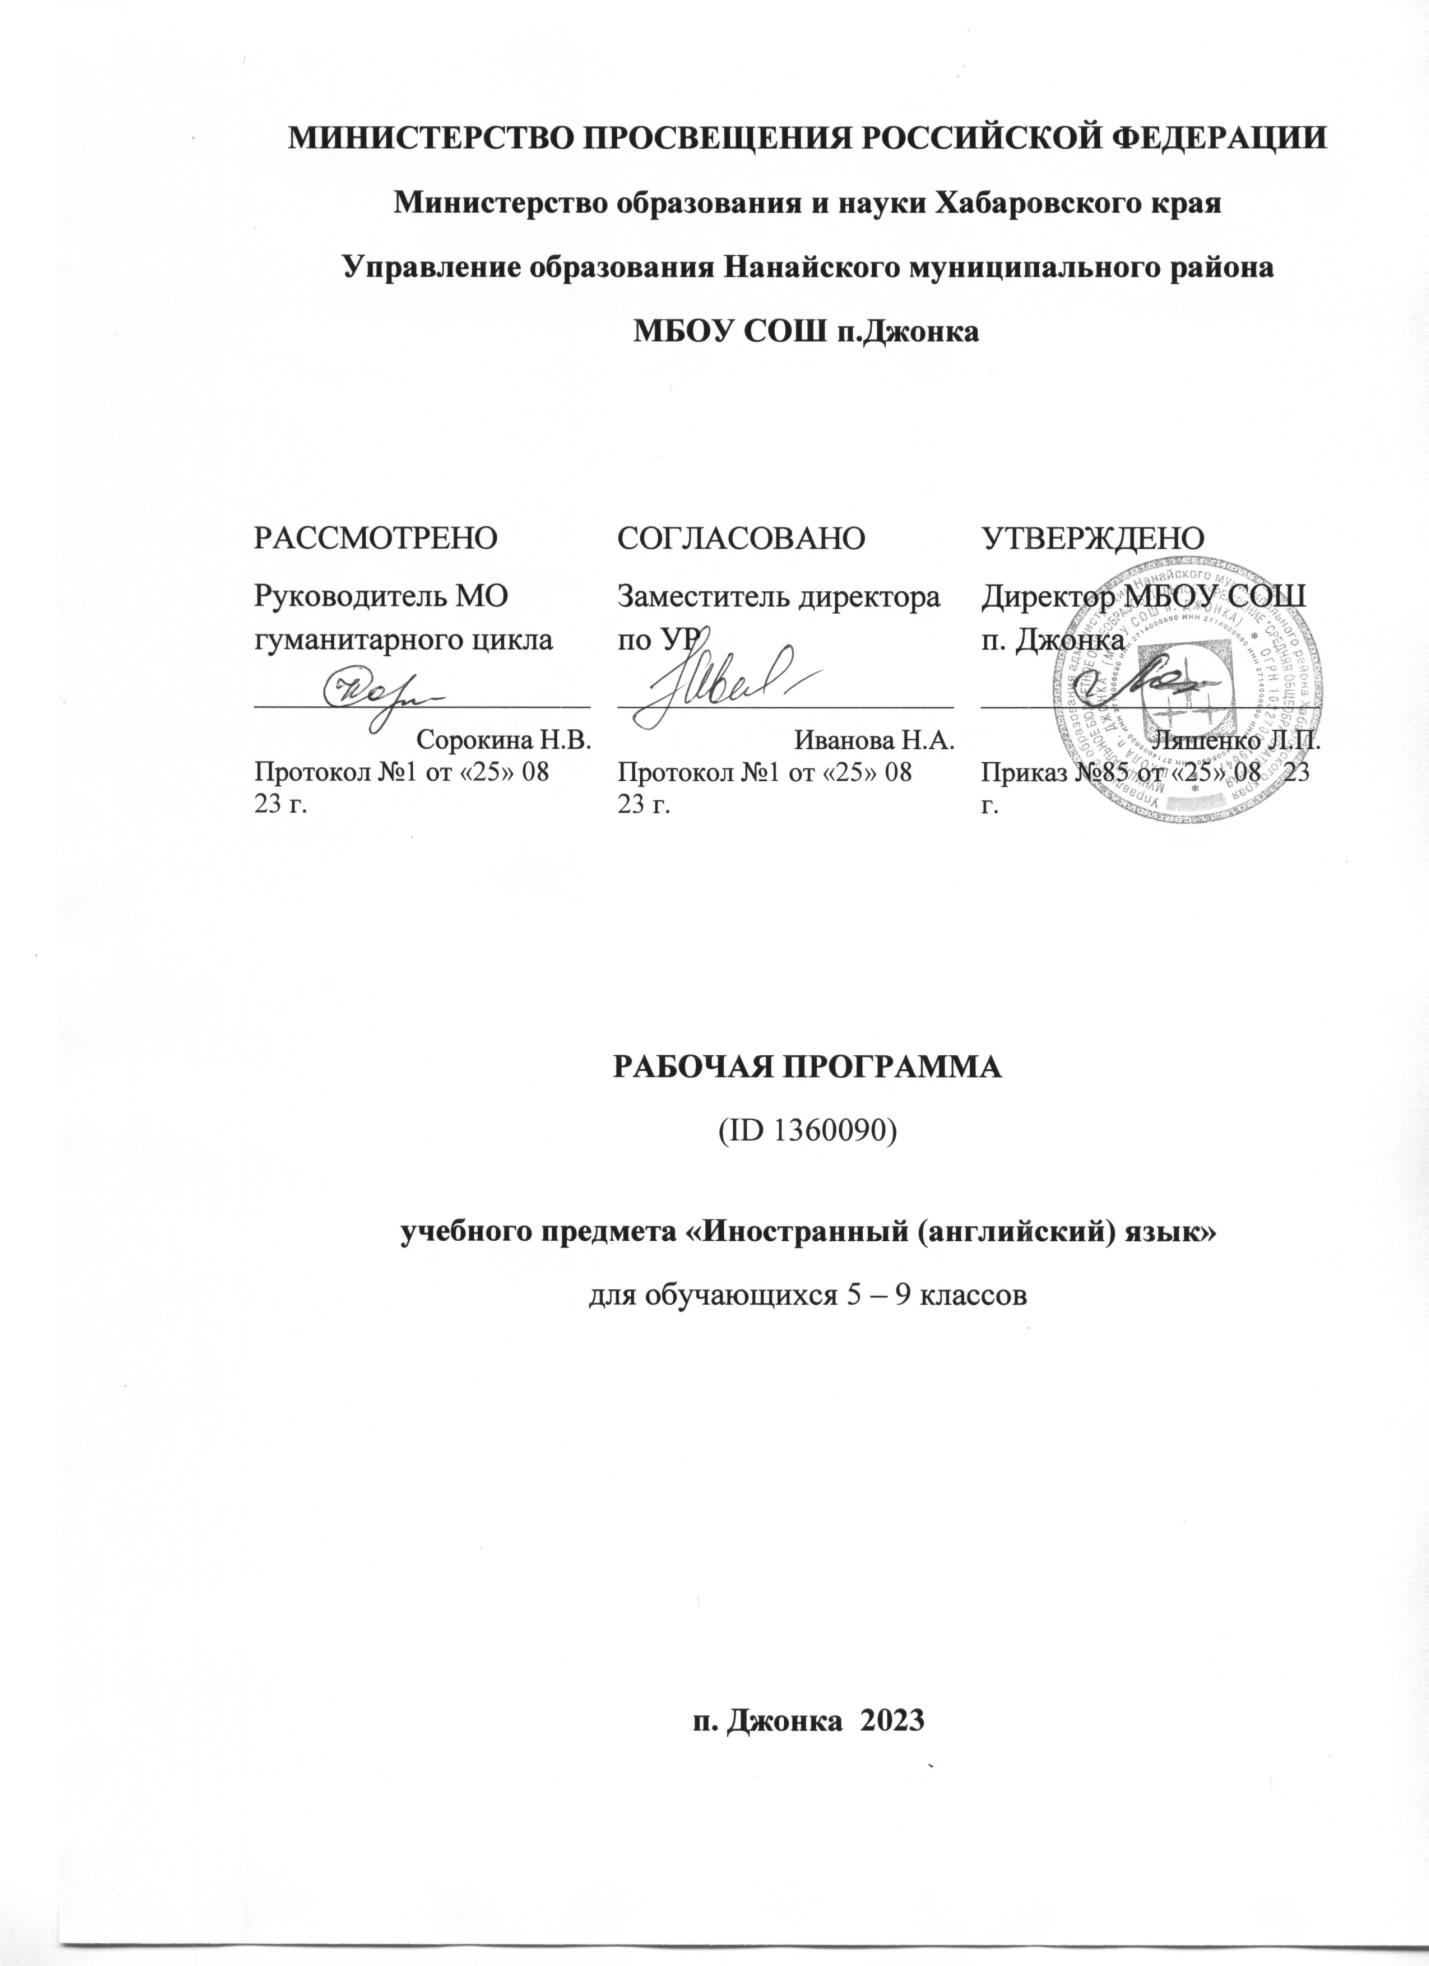 МИНИСТЕРСТВО ПРОСВЕЩЕНИЯ РОССИЙСКОЙ ФЕДЕРАЦИИ
Министерство образования и науки Хабаровского края
Управление образования Нанайского муниципального района
МБОУ СОШ п.Джонка
РАССМОТРЕНО
Руководитель МО
гуманитарного цикла
Сорокина Н.В.
Протокол №1 от «25» 08
23 г.
СОГЛАСОВАНО
Заместитель директора
по УР
Иванова Н.А.
Протокол №1 от «25» 08
23 г.
УТВЕРЖДЕНО
Директор МБОУ СОШ
п. Джонка
Ляшенко Л.П.
Приказ №85 от «25» 08 23
г.
РАБОЧАЯ ПРОГРАММА
(ID 1360090)
учебного предмета «Иностранный (английский) язык»
для обучающихся 5 – 9 классов
п. Джонка 2023